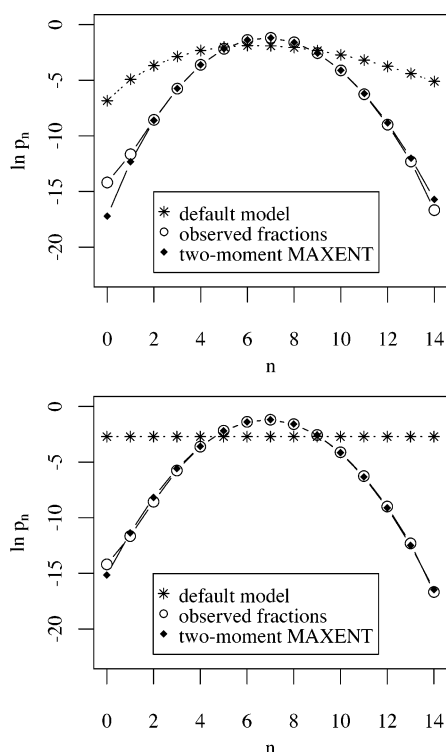 0
-5
-10
-15
-20
ln pn
default model
observed fractions
two-moment MAXENT
0 2 4 6 8 10 12 14
n
0
-5
-10
-15
-20
ln pn
default model
observed fractions
two-moment MAXENT
0 2 4 6 8 10 12 14
n